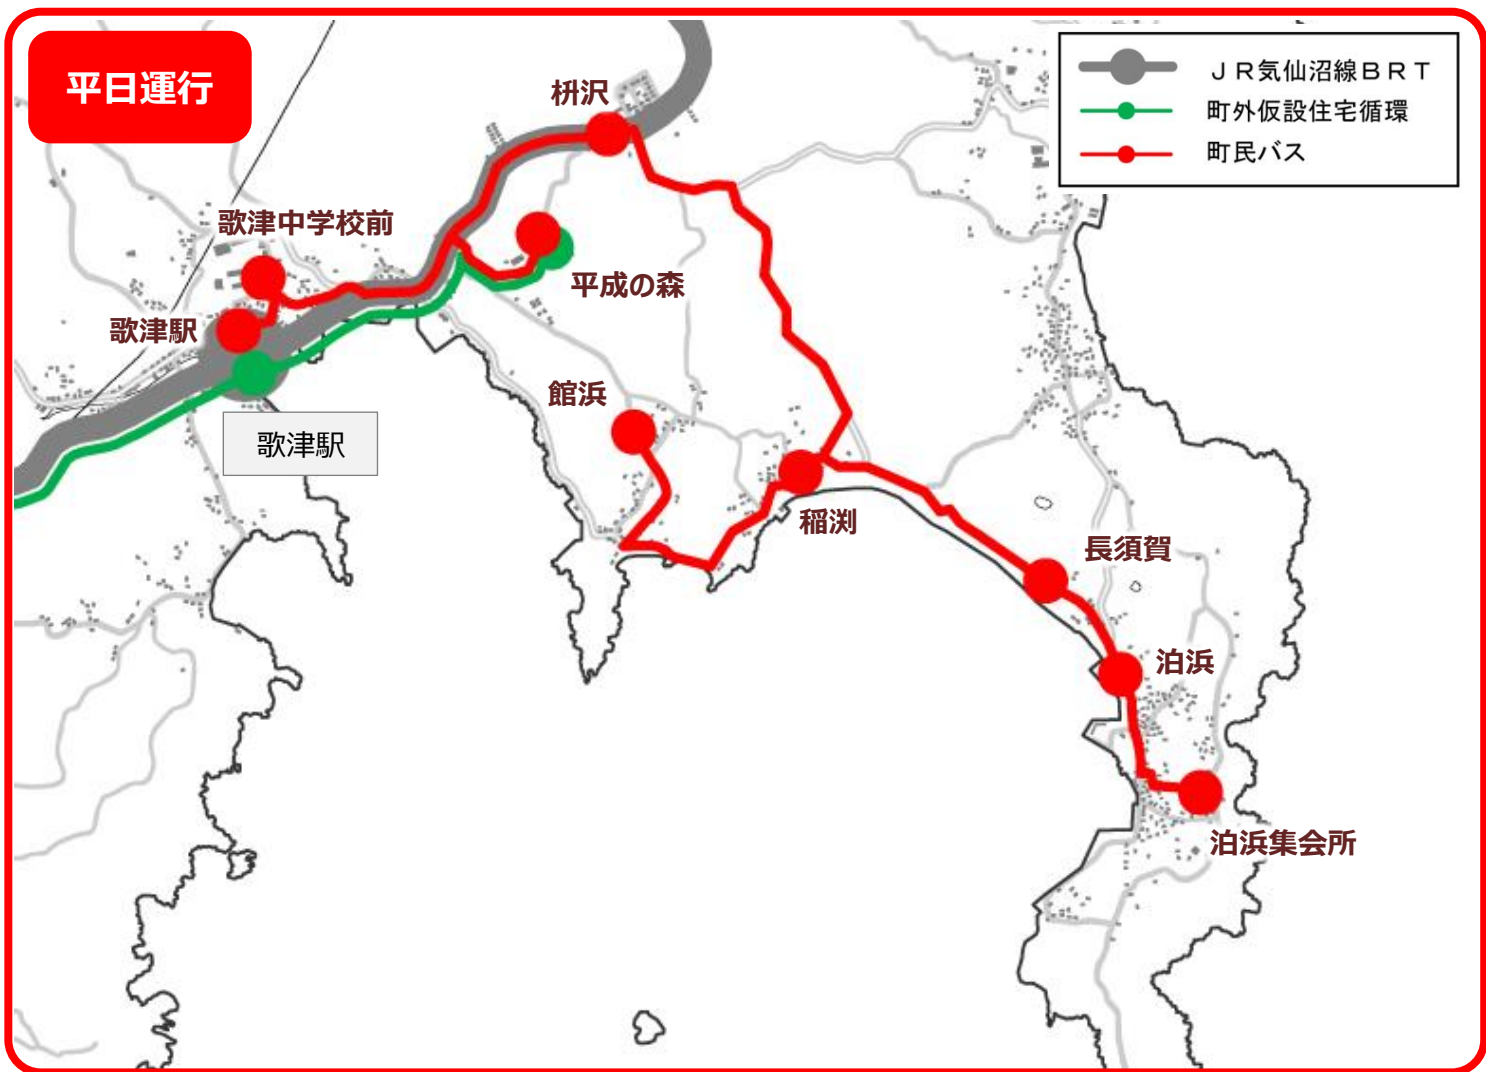 平日運行
ＪＲ気仙沼線ＢＲＴ
町外仮設住宅循環
町民バス
枡沢
歌津中学校前
平成の森
歌津駅
館浜
歌津駅
稲渕
長須賀
泊浜
泊浜集会所